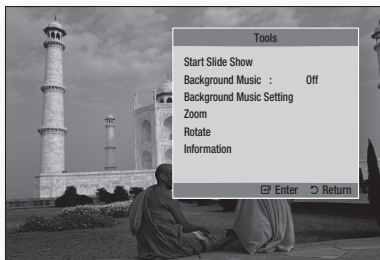 Tools
Start Slide Show
Background Music : Off
Background Music Setting
Zoom
Rotate
Information
Enter Return